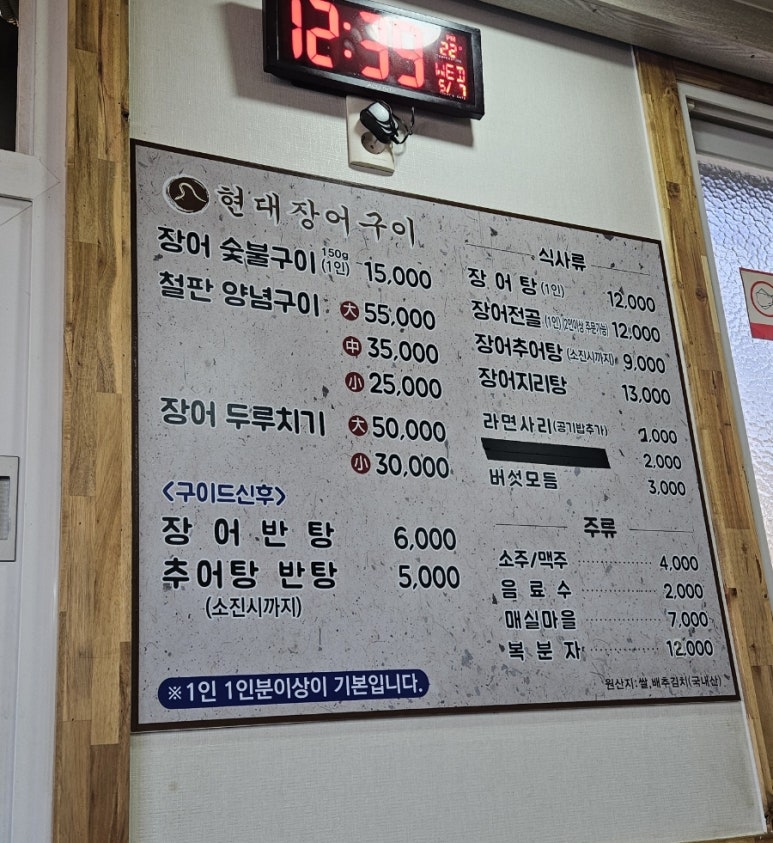 12:39
22°
WED
5/7
현대장어구이
장어 숯불구이 150g (1인) 15,000
철판 양념구이 大 55,000
中 35,000
小 25,000
장어 두루치기 大 50,000
小 30,000
<구이드신후>
장어반탕 6,000
추어탕 반탕 5,000
(소진시까지)
※1인 1인분이상이 기본입니다.
식사류
장어탕 (1인) 12,000
장어전골 (1인) (2인이상 주문가능) 12,000
장어추어탕 (소진시까지) 9,000
장어지리탕 13,000
라면사리 (공기밥추가) 1,000
2,000
버섯모듬 3,000
주류
소주/맥주 4,000
음료수 2,000
매실마을 7,000
복분자 12,000
원산지: 쌀,배추김치(국내산)